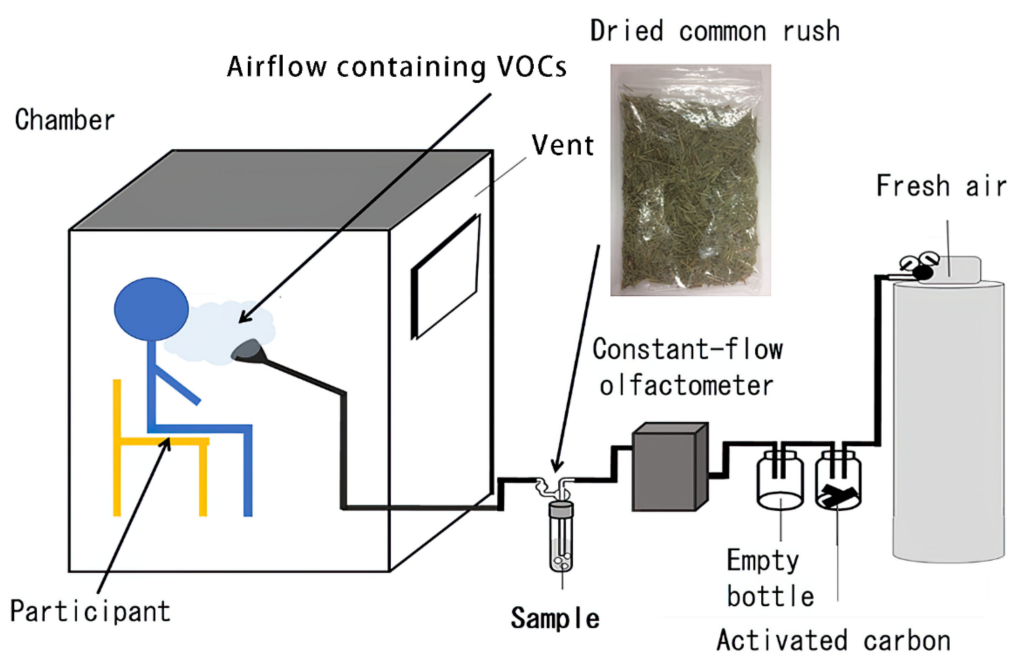 Dried common rush
Airflow containing VOCs
Chamber
Vent
Fresh air
Constant-flow
olfactometer
Empty
bottle
Participant
Sample
Activated carbon